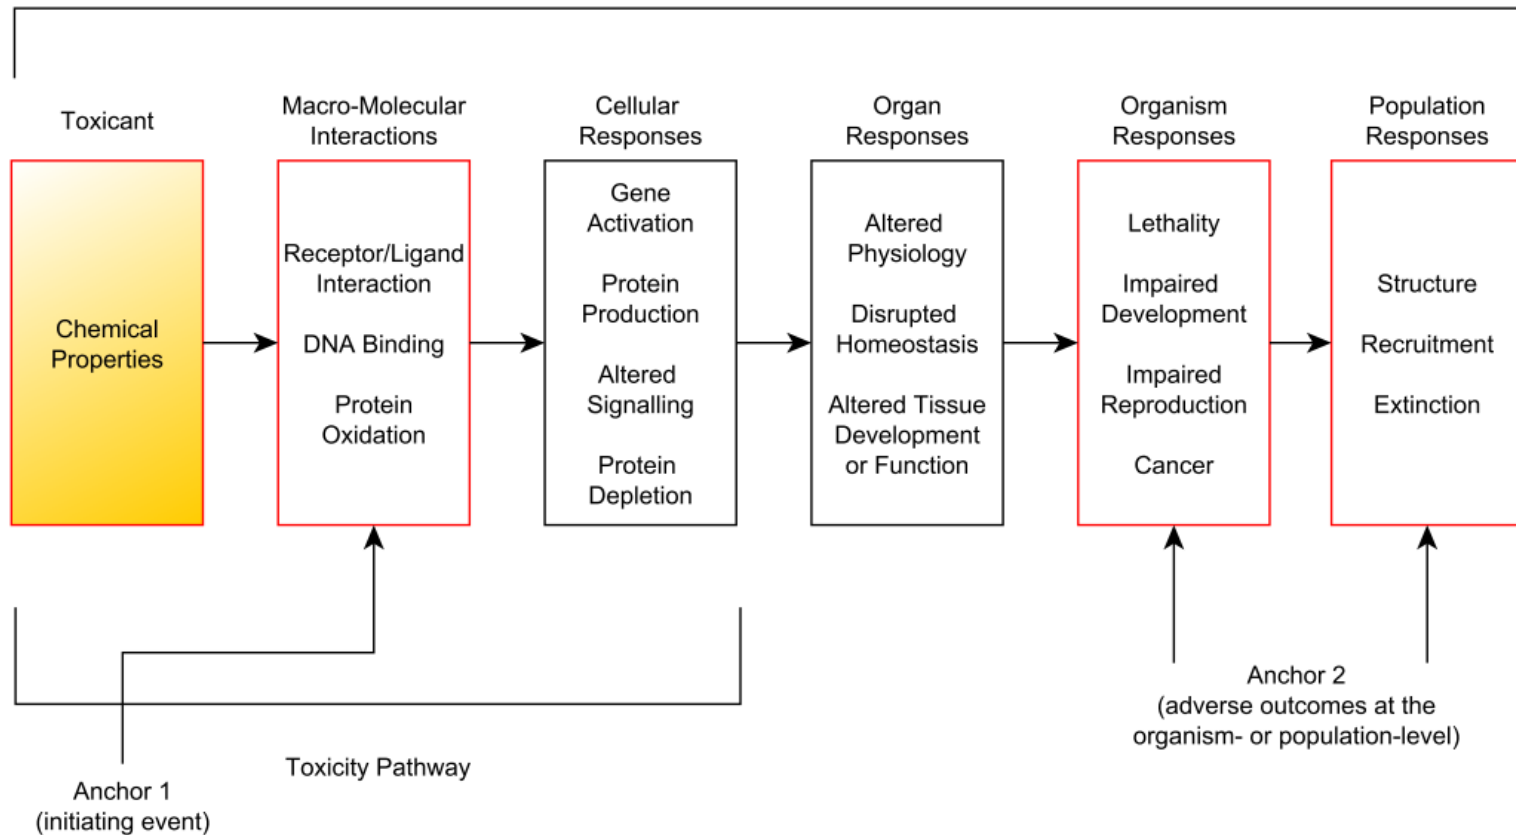 Toxicant
Macro-Molecular
Interactions
Cellular
Responses
Organ
Responses
Organism
Responses
Population
Responses
Chemical
Properties
Receptor/Ligand
Interaction
DNA Binding
Protein
Oxidation
Gene
Activation
Protein
Production
Altered
Signalling
Protein
Depletion
Altered
Physiology
Disrupted
Homeostasis
Altered Tissue
Development
or Function
Lethality
Impaired
Development
Impaired
Reproduction
Cancer
Structure
Recruitment
Extinction
Anchor 1
(initiating event)
Toxicity Pathway
Anchor 2
(adverse outcomes at the
organism- or population-level)